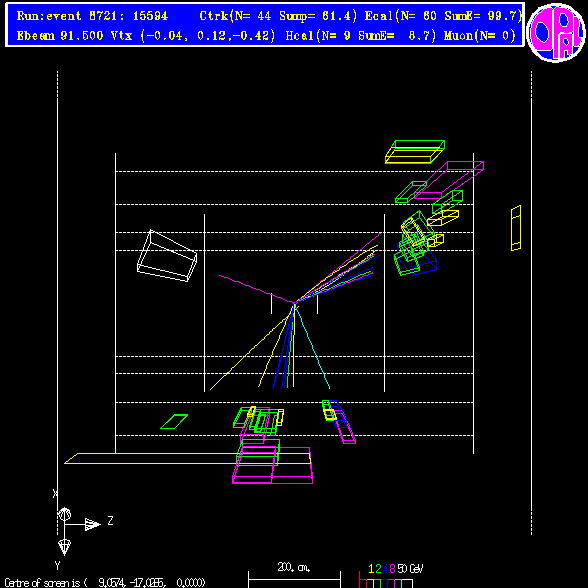 Run:event 8721: 15594 Ctrk(N= 44 Sump= 61.4) Ecal(N= 60 SumE= 99.7)
Ebeam 91.500 Vtx (-0.04, 0.12,-0.42) Hcal(N= 9 SumE= 8.7) Muon(N= 0)
OPAL
X
Z
Y
200. cm.
1 2 4 8 50 GeV
Centre of screen is ( 9.0574, -17.0265, 0.0000)